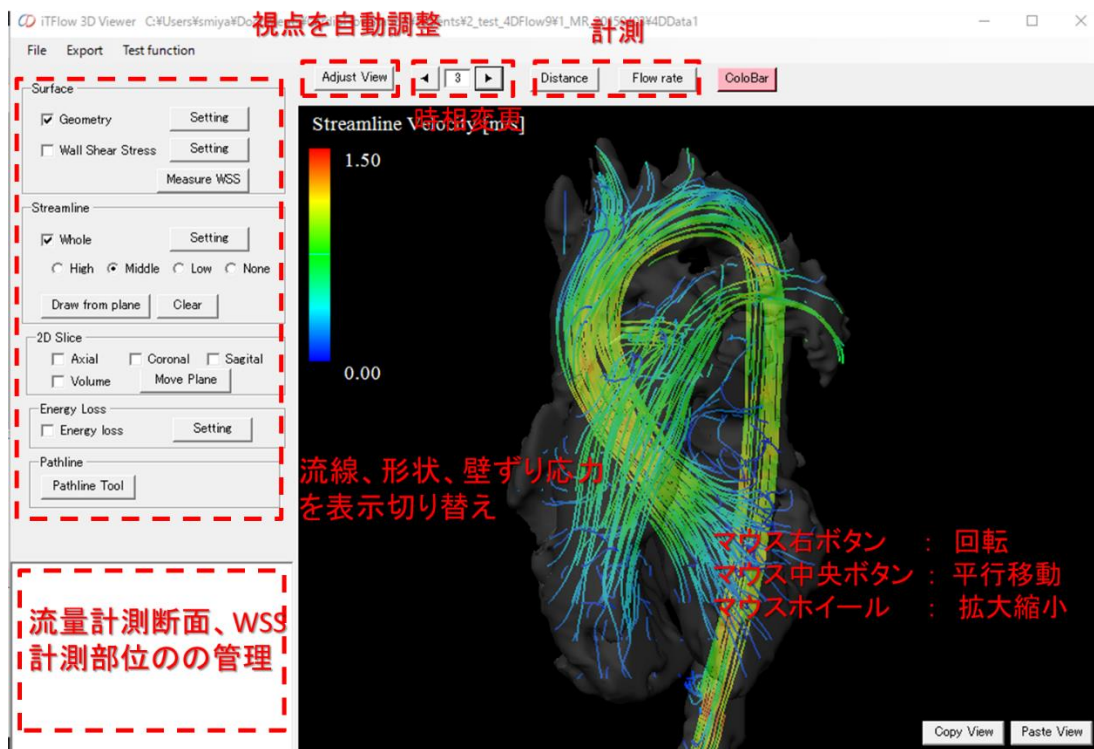 iTFlow 3D Viewer
視点を自動調整
計測
File Export Test function
Adjust View
3
Distance
Flow rate
ColoBar
時相変更
Surface
Geometry
Setting
Wall Shear Stress
Setting
Measure WSS
Streamline
Whole
Setting
High Middle Low None
Draw from plane
Clear
2D Slice
Axial Coronal Sagital
Volume
Move Plane
Energy Loss
Energy loss
Setting
Pathline
Pathline Tool
Streamline Velocity [m/s]
1.50
0.00
流線、形状、壁ずり応力
を表示切り替え
マウス右ボタン : 回転
マウス中央ボタン : 平行移動
マウスホイール : 拡大縮小
流量計測断面、WSS
計測部位のの管理
Copy View
Paste View